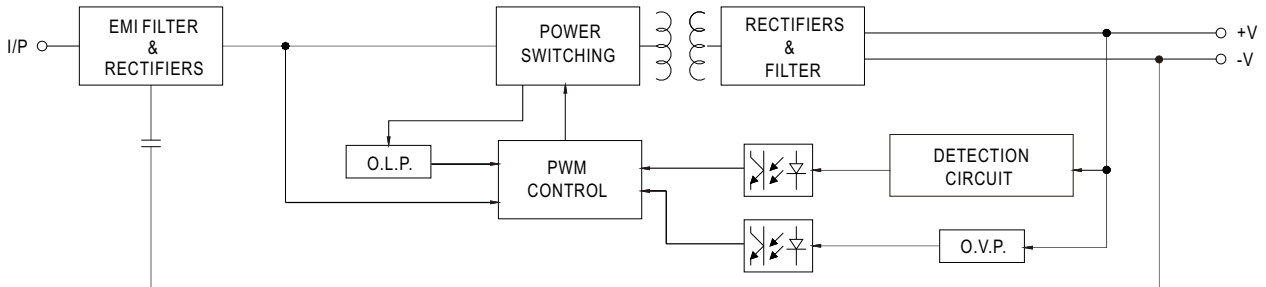 I/P
EMI FILTER
&
RECTIFIERS
POWER
SWITCHING
RECTIFIERS
&
FILTER
+V
-V
O.L.P.
PWM
CONTROL
DETECTION
CIRCUIT
O.V.P.